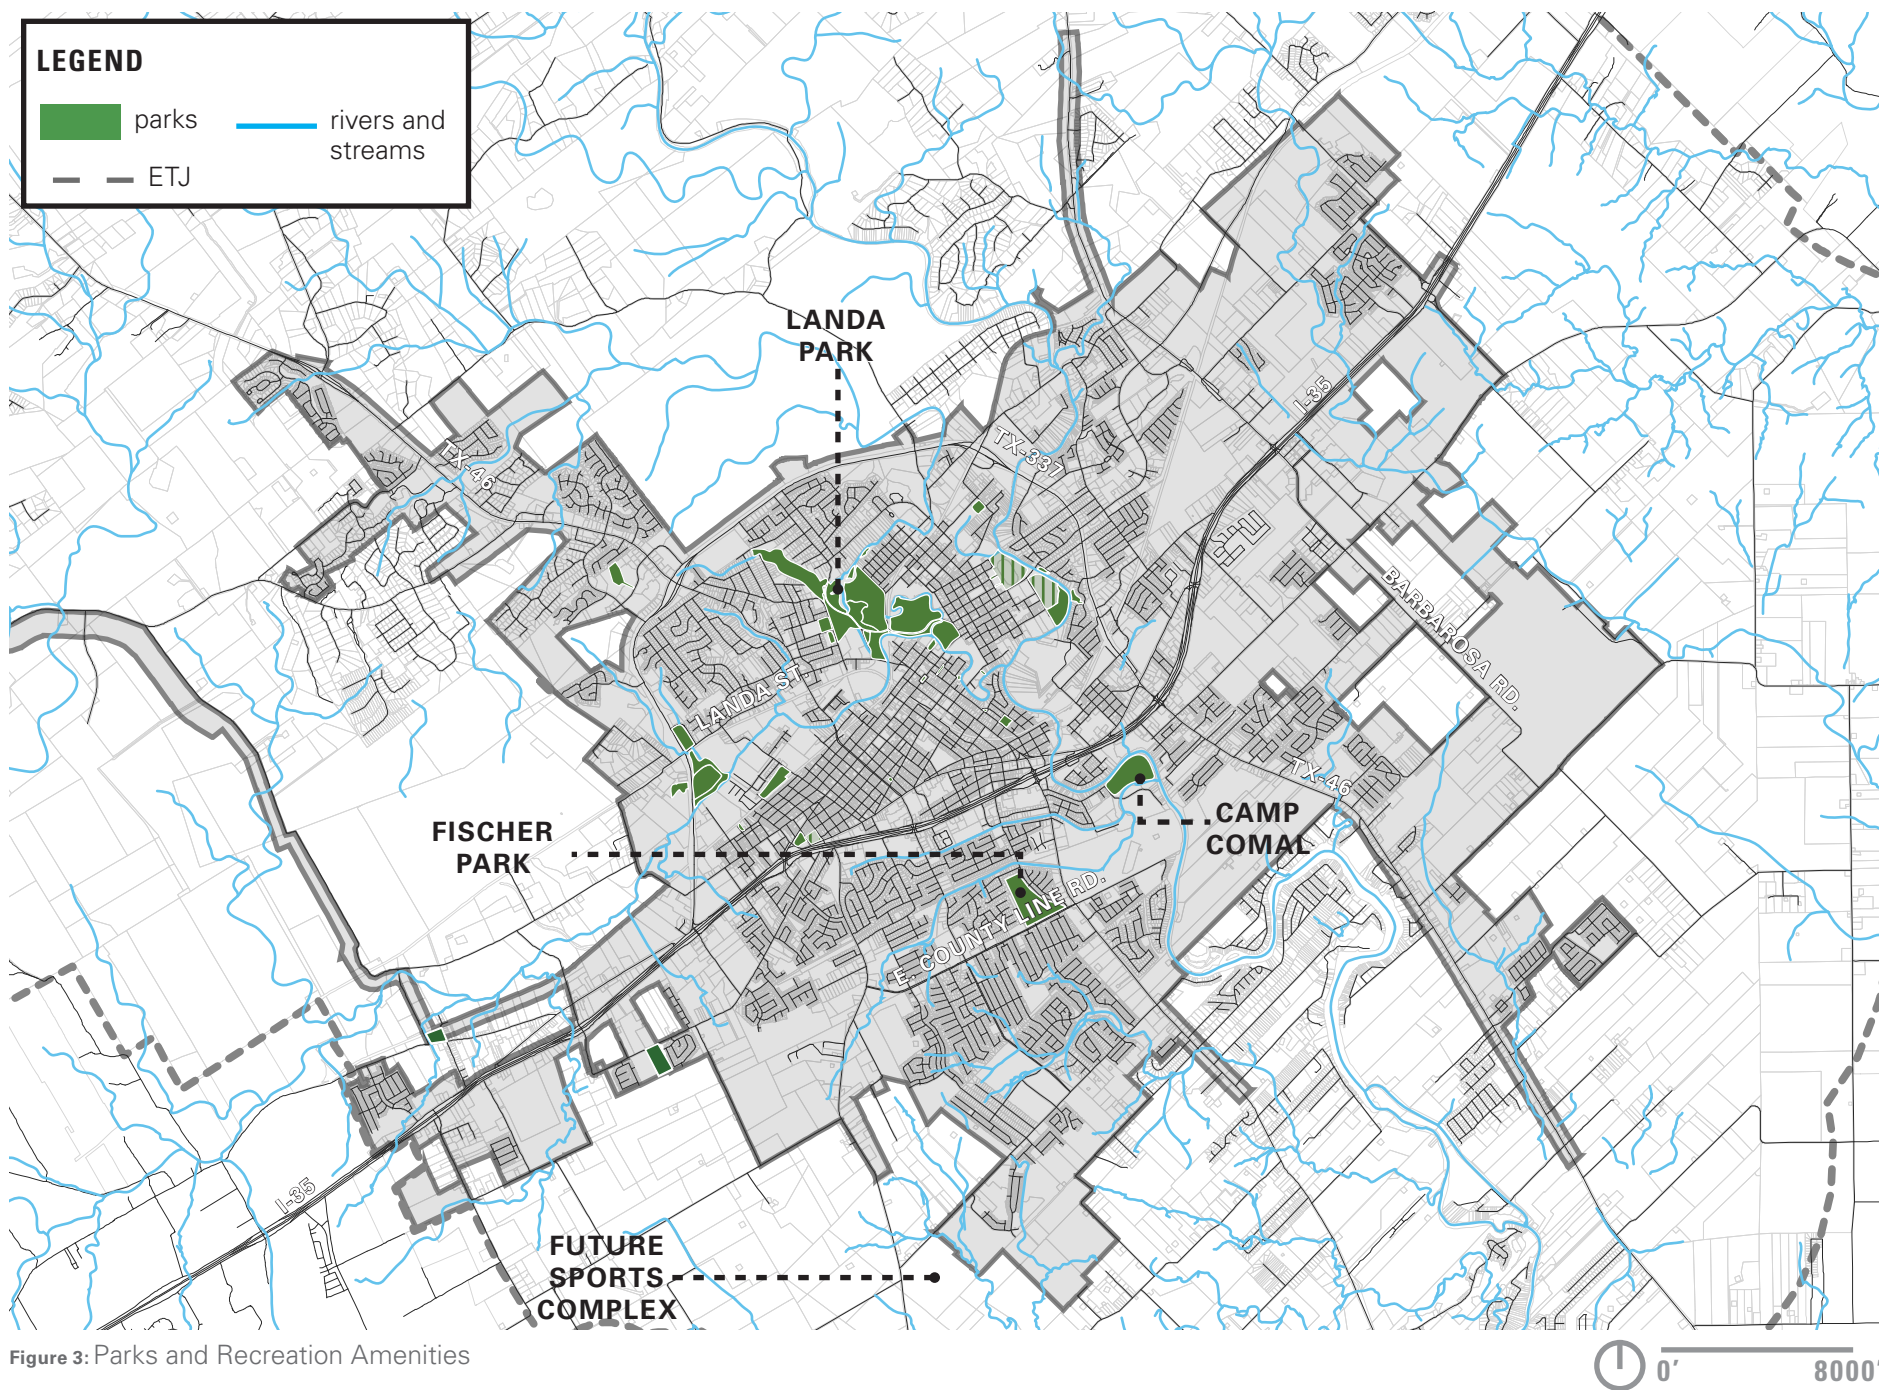 LEGEND
parks
rivers and
streams
ETJ
LANDA
PARK
I-35
TX-337
TX-46
BARBAROSA RD.
LANDA ST.
TX-46
FISCHER
PARK
CAMP
COMAL
E. COUNTY LINE RD.
I-35
FUTURE
SPORTS
COMPLEX
Figure 3: Parks and Recreation Amenities
0' 8000'